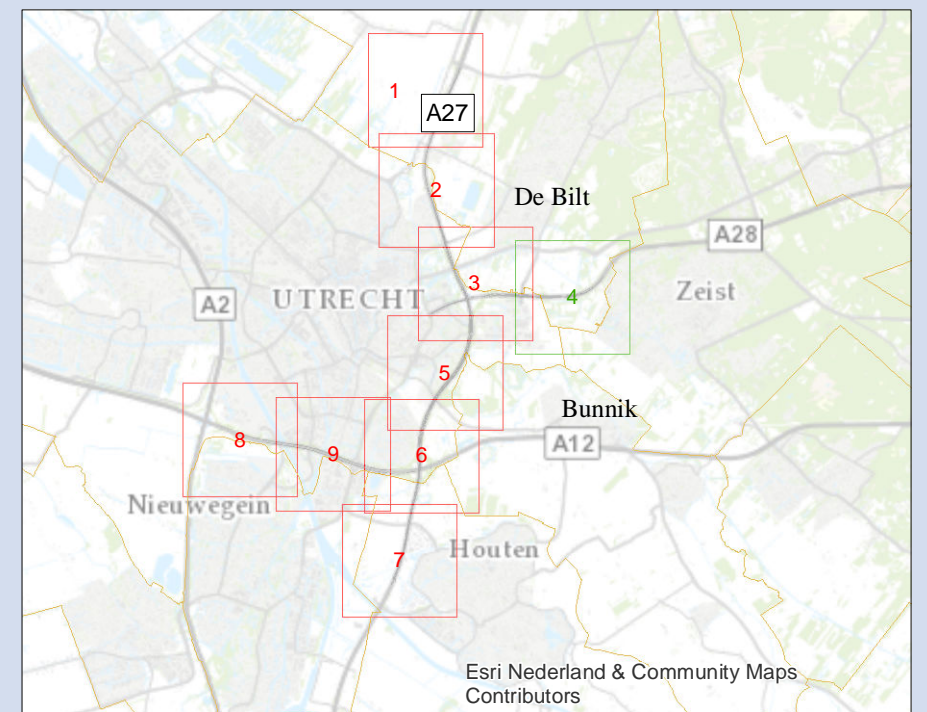 1
A27
2
De Bilt
A28
3
4
Zeist
A2
UTRECHT
5
Bunnik
8
9
6
A12
Nieuwegein
7
Houten
Esri Nederland & Community Maps
Contributors